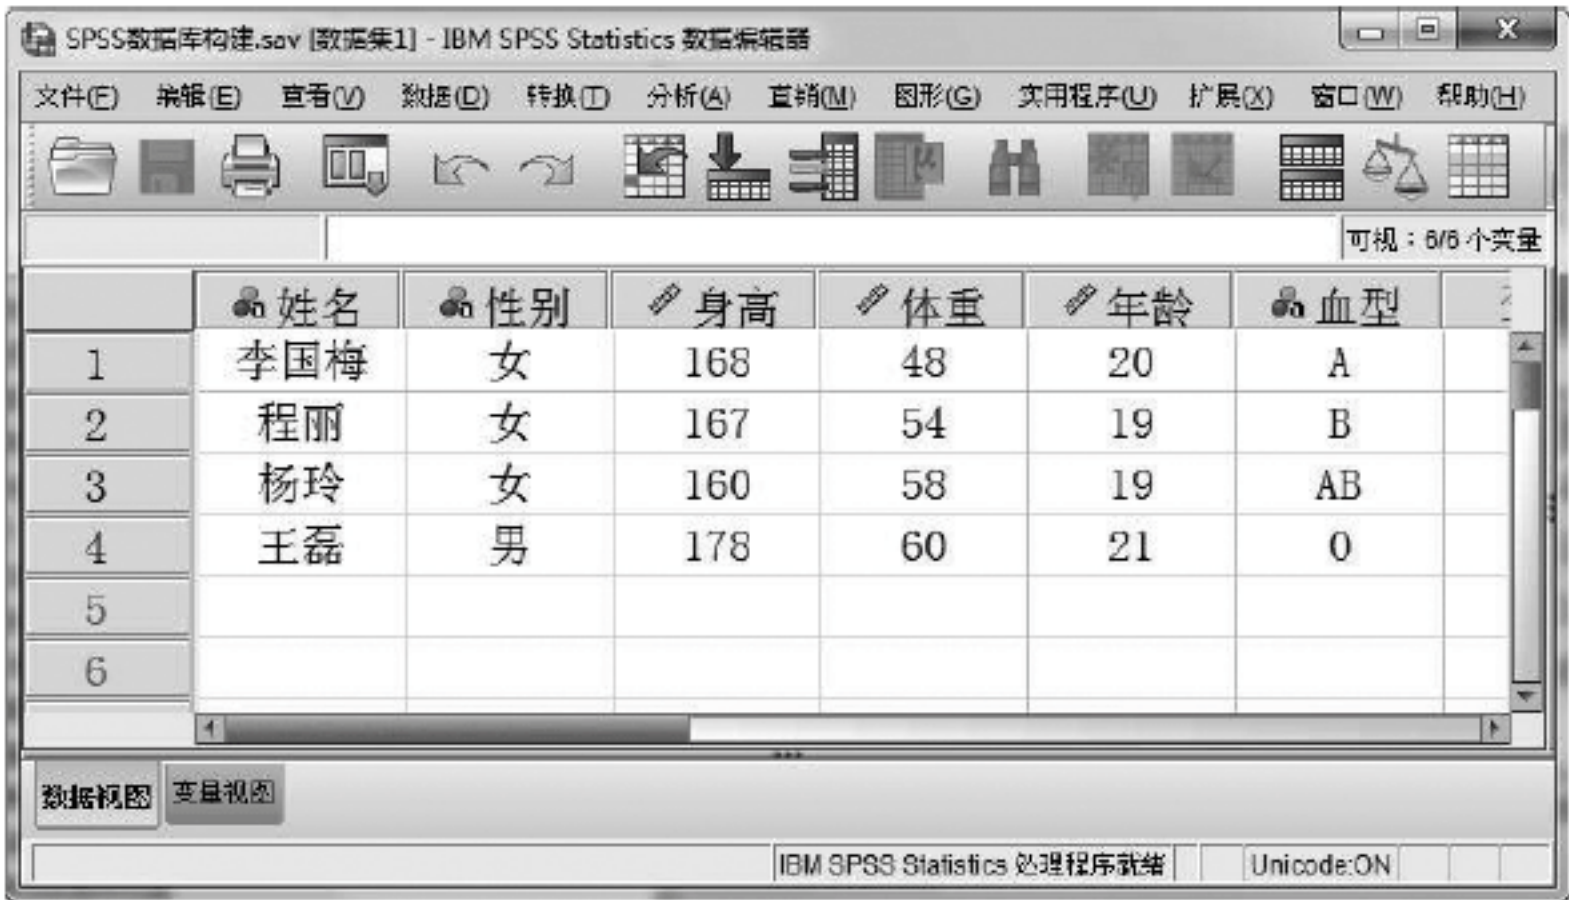 SPSS数据库构建.sav [数据集1] - IBM SPSS Statistics 数据编辑器
文件(F) 编辑(E) 查看(V) 数据(D) 转换(T) 分析(A) 直销(M) 图形(G) 实用程序(U) 扩展(X) 窗口(W) 帮助(H)
可视：6/6 个变量
姓名 性别 身高 体重 年龄 血型
1 李国梅 女 168 48 20 A
2 程丽 女 167 54 19 B
3 杨玲 女 160 58 19 AB
4 王磊 男 178 60 21 O
5
6
数据视图 变量视图
IBM SPSS Statistics 处理程序就绪 Unicode:ON